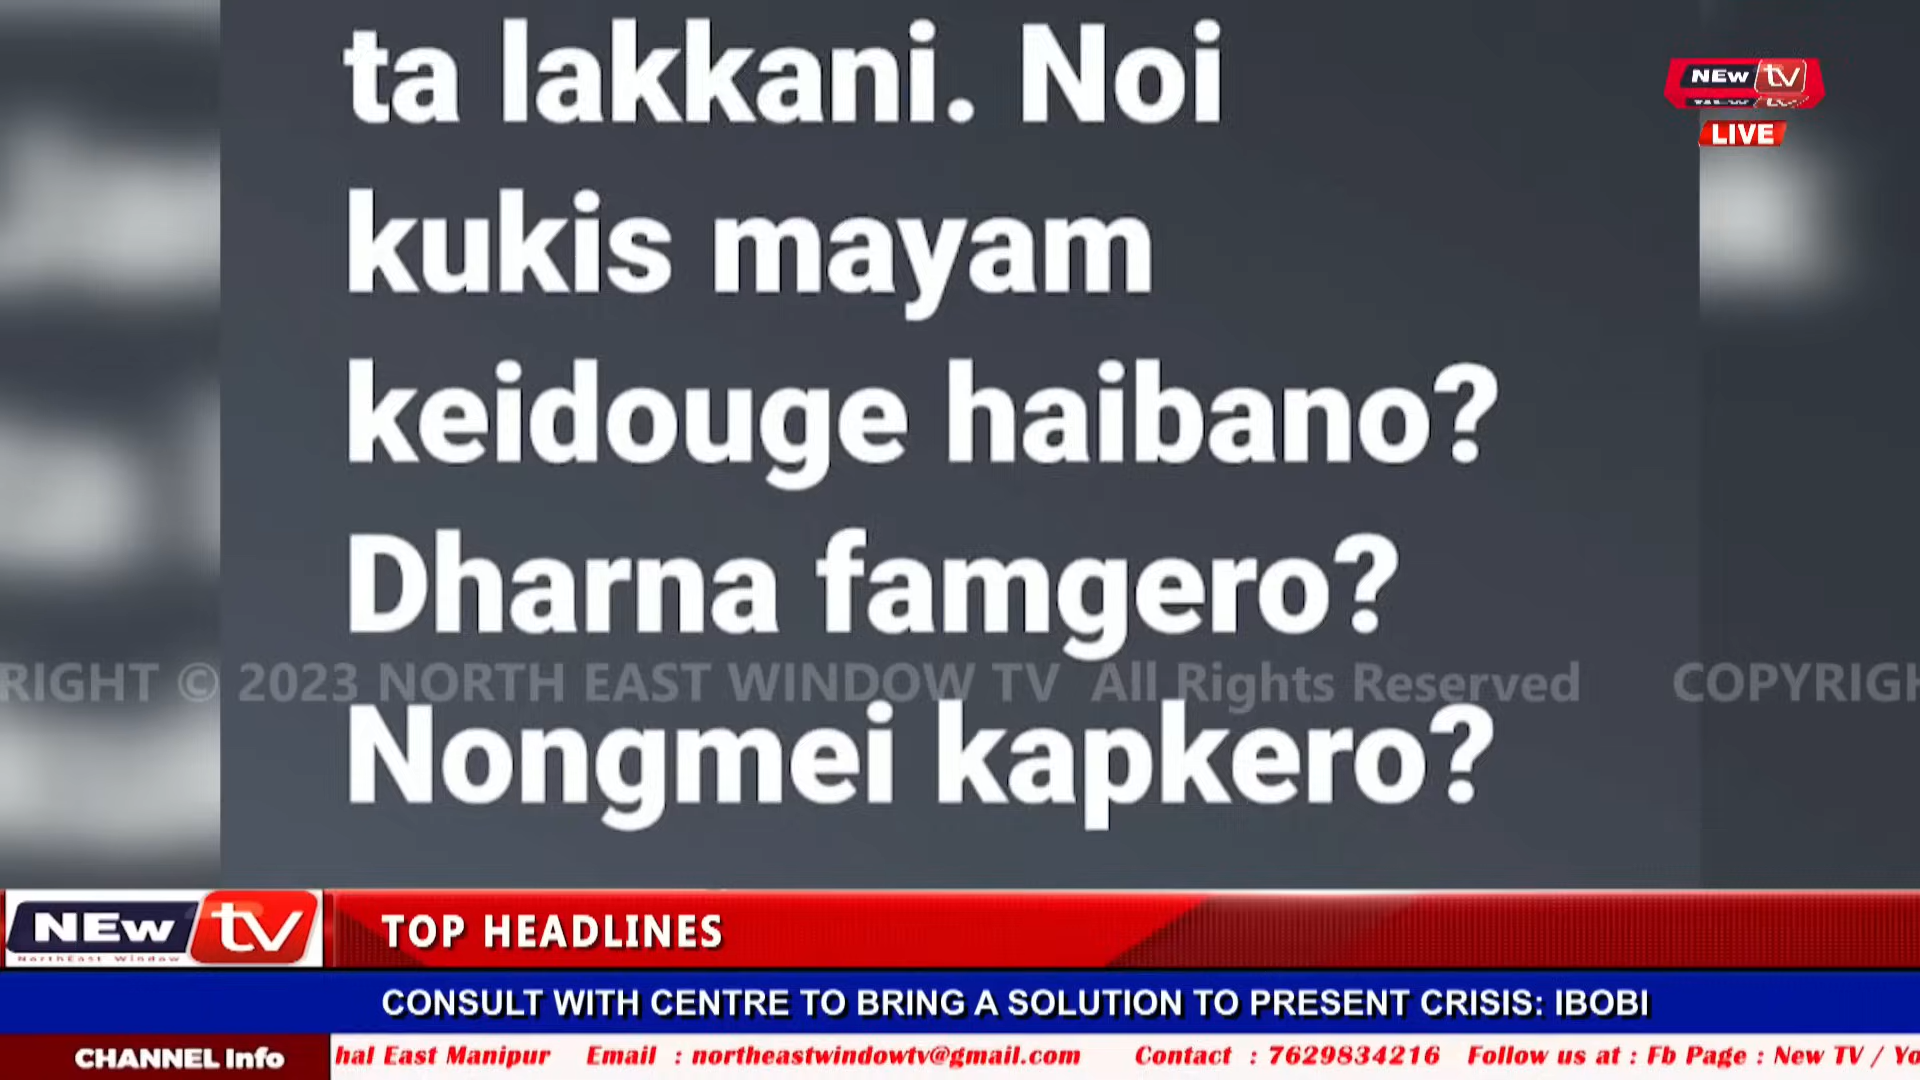 ta lakkani. Noi
NEw tv
LIVE
kukis mayam
keidouge haibano?
Dharna famgero?
RIGHT © 2023 NORTH EAST WINDOW TV All Rights Reserved COPYRIGH
Nongmei kapkero?
NEw tv
NorthEast Window
TOP HEADLINES
CONSULT WITH CENTRE TO BRING A SOLUTION TO PRESENT CRISIS: IBOBI
CHANNEL Info
hal East Manipur Email : northeastwindowtv@gmail.com Contact : 7629834216 Follow us at : Fb Page : New TV / Yo